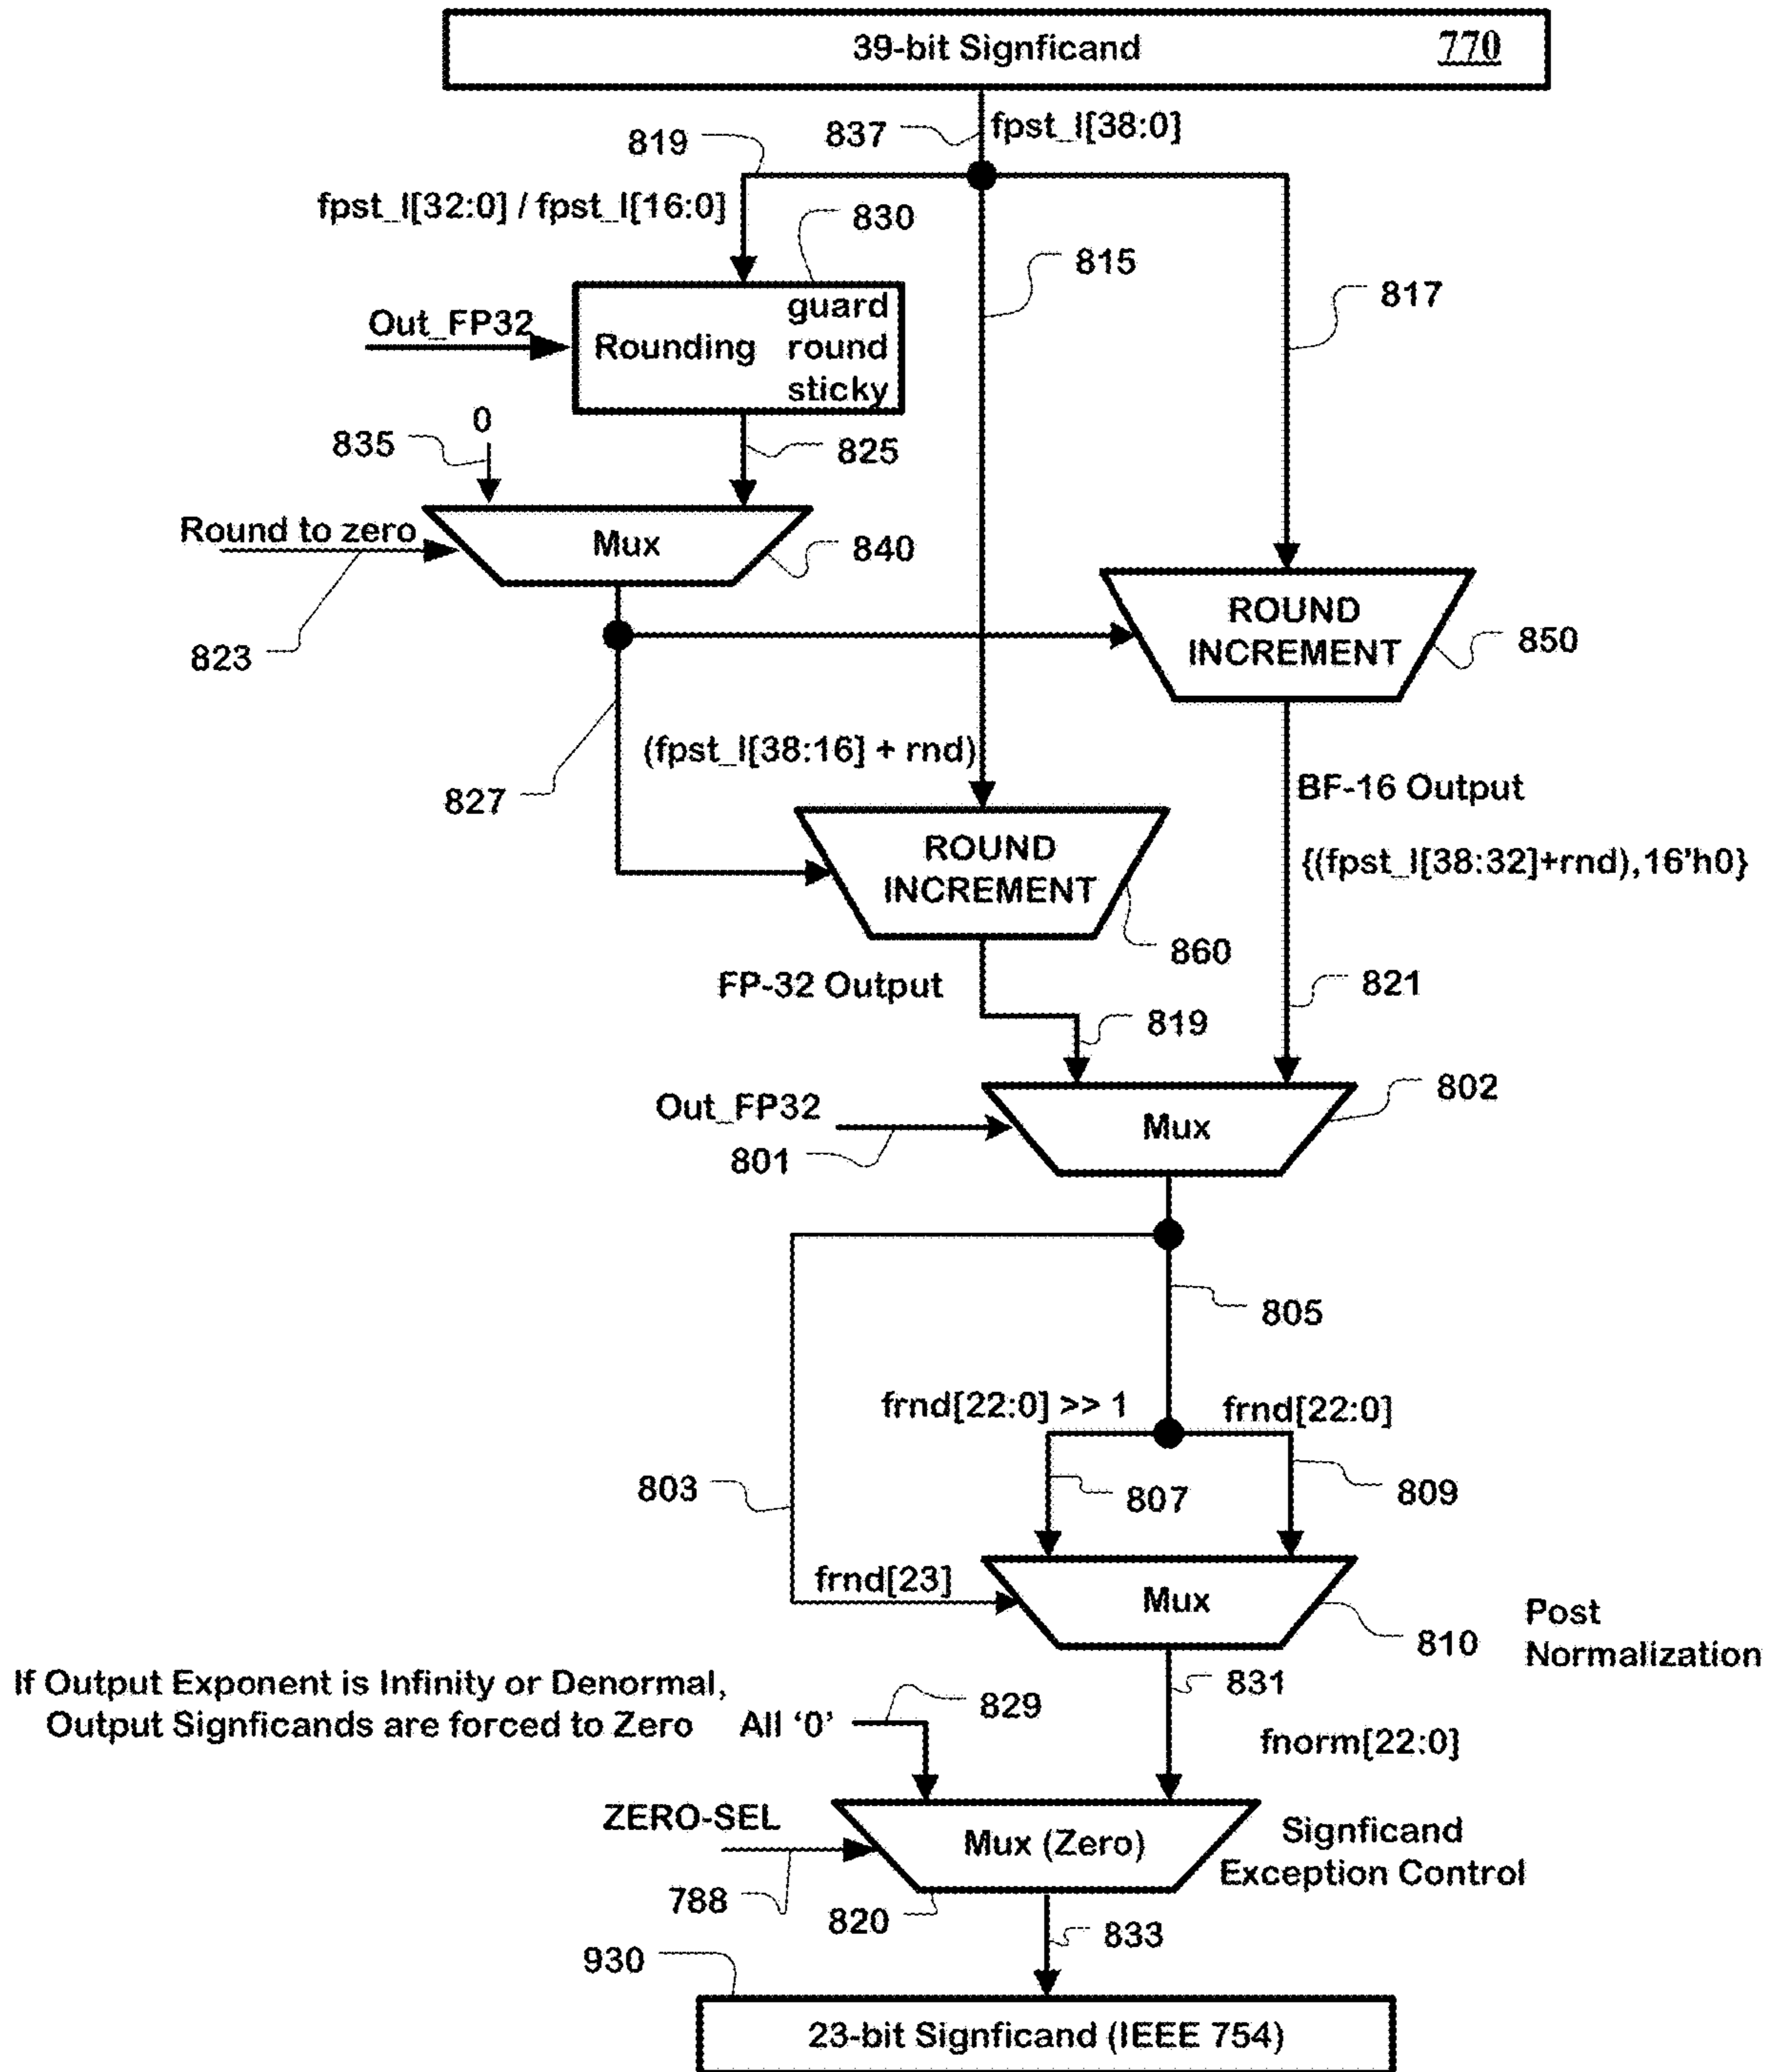 39-bit Signficand 770
837 fpst_l[38:0]
819
fpst_l[32:0] / fpst_l[16:0]
830
815
817
Out_FP32
Rounding
guard
round
sticky
0
835
825
Round to zero
Mux
840
823
ROUND
INCREMENT
850
(fpst_l[38:16] + rnd)
827
BF-16 Output
{((fpst_l[38:32]+rnd),16'h0}
ROUND
INCREMENT
860
FP-32 Output
821
819
802
Out_FP32
801
Mux
805
frnd[22:0] >> 1
frnd[22:0]
803
807
809
frnd[23]
Mux
810
Post
Normalization
If Output Exponent is Infinity or Denormal,
Output Signficands are forced to Zero
All ‘0’
829
831
fnorm[22:0]
ZERO-SEL
788
Mux (Zero)
820
Signficand
Exception Control
833
930
23-bit Signficand (IEEE 754)